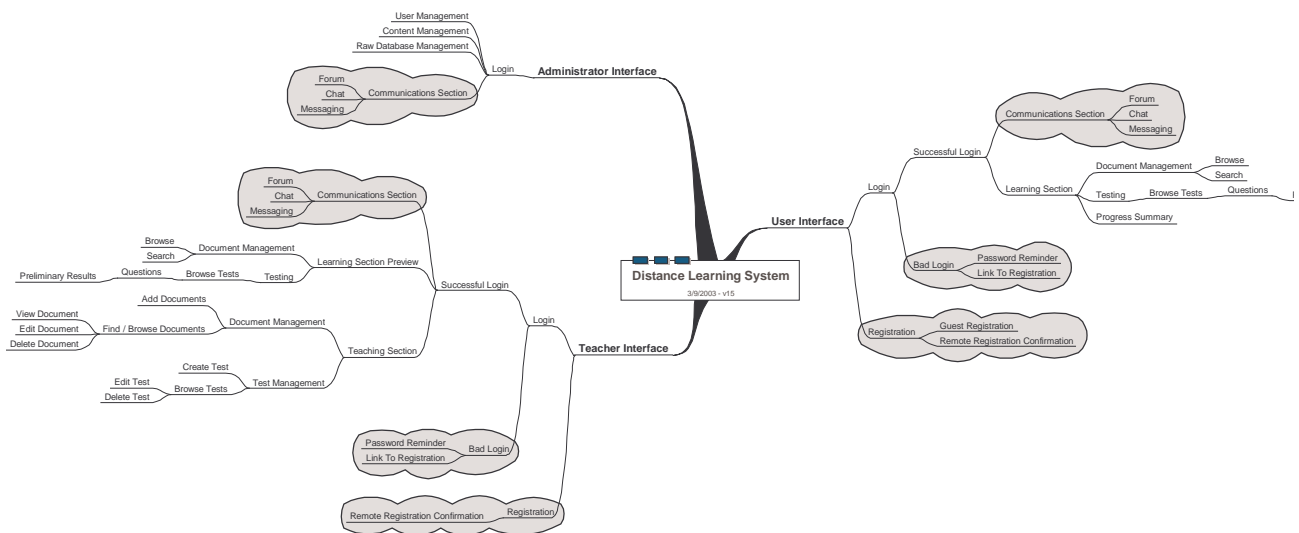 User Management
Content Management
Raw Database Management
Login
Administrator Interface
Forum
Chat
Messaging
Communications Section
Forum
Chat
Messaging
Communications Section
Browse
Search
Document Management
Learning Section Preview
Preliminary Results
Questions
Browse Tests
Testing
Successful Login
Add Documents
View Document
Edit Document
Delete Document
Find / Browse Documents
Document Management
Teaching Section
Create Test
Edit Test
Delete Test
Browse Tests
Test Management
Login
Teacher Interface
Password Reminder
Link To Registration
Bad Login
Remote Registration Confirmation
Registration
Distance Learning System
3/9/2003 - v15
User Interface
Login
Successful Login
Communications Section
Forum
Chat
Messaging
Learning Section
Document Management
Browse
Search
Testing
Browse Tests
Questions
Progress Summary
Bad Login
Password Reminder
Link To Registration
Registration
Guest Registration
Remote Registration Confirmation